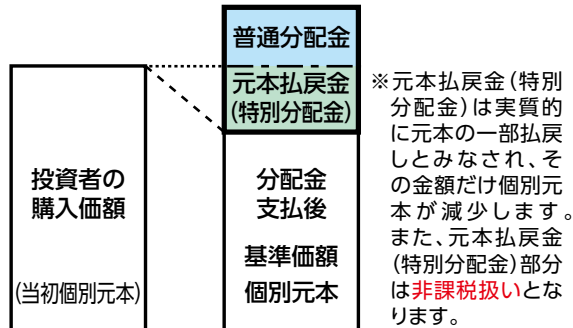 普通分配金
元本払戻金
(特別分配金)
投資者の
購入価額
(当初個別元本)
分配金
支払後
基準価額
個別元本
※元本払戻金(特別
分配金)は実質的
に元本の一部払戻
しとみなされ、そ
の金額だけ個別元
本が減少します。
また、元本払戻金
(特別分配金)部分
は非課税扱いとな
ります。